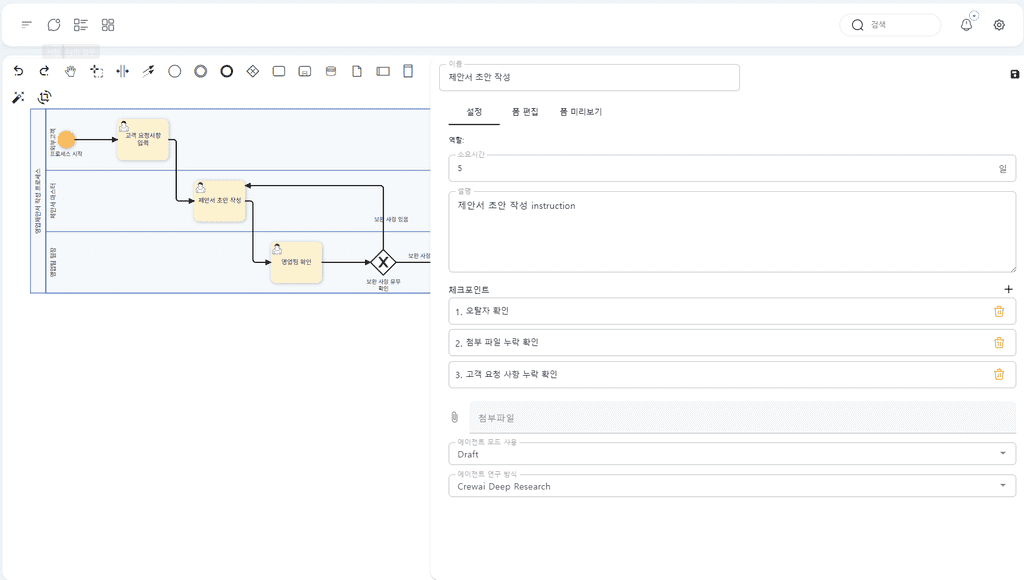 검색
이름
제안서 초안 작성
설정
폼 편집
폼 미리보기
역할:
소요시간
5
일
설명
제안서 초안 작성 instruction
체크포인트
1. 오탈자 확인
2. 첨부 파일 누락 확인
3. 고객 요청 사항 누락 확인
첨부파일
에이전트 모드 사용
Draft
에이전트 연구 방식
Crewai Deep Research
영업제안서 작성 프로세스
외부 고객
프로세스 시작
고객 요청사항
입력
제안서 초안 작성
보완 사항 있음
영업팀 확인
보완 사항 유무
확인
보완 사항